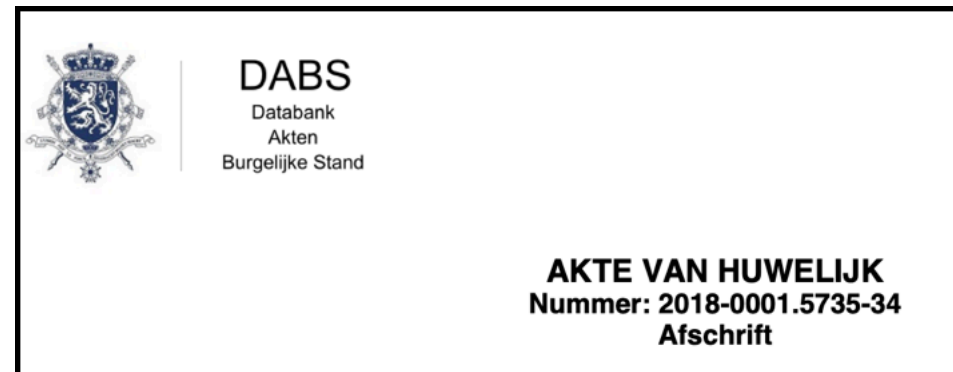 DABS
Databank
Akten
Burgelijke Stand
AKTE VAN HUWELIJK
Nummer: 2018-0001.5735-34
Afschrift